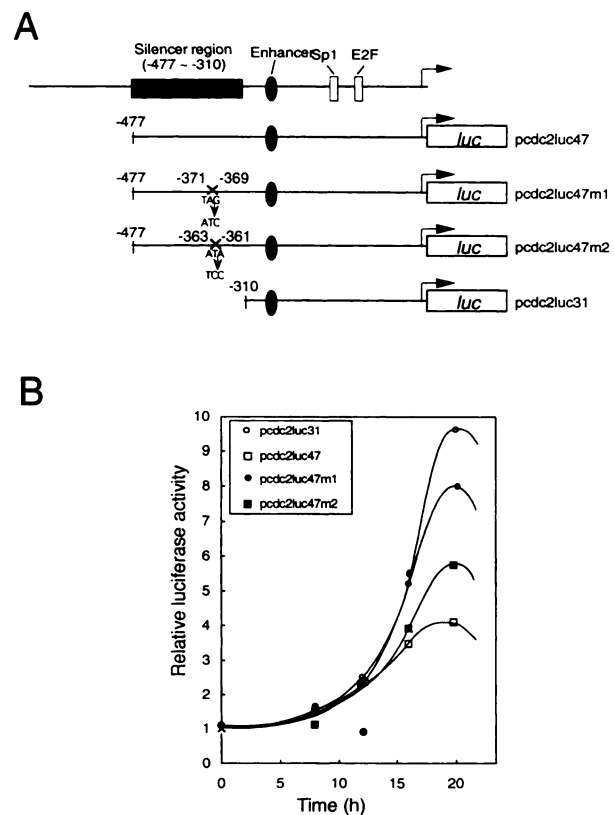 A
Silencer region
(-477 ~ -310)
Enhancer
Sp1
E2F
-477
luc
pcdc2luc47
-477
-371
-369
TAG
ATC
luc
pcdc2luc47m1
-477
-363
-361
ATA
TCC
luc
pcdc2luc47m2
-310
luc
pcdc2luc31
B
10
9
8
7
6
5
4
3
2
1
0
Relative luciferase activity
pcdc2luc31
pcdc2luc47
pcdc2luc47m1
pcdc2luc47m2
0
5
10
15
20
Time (h)